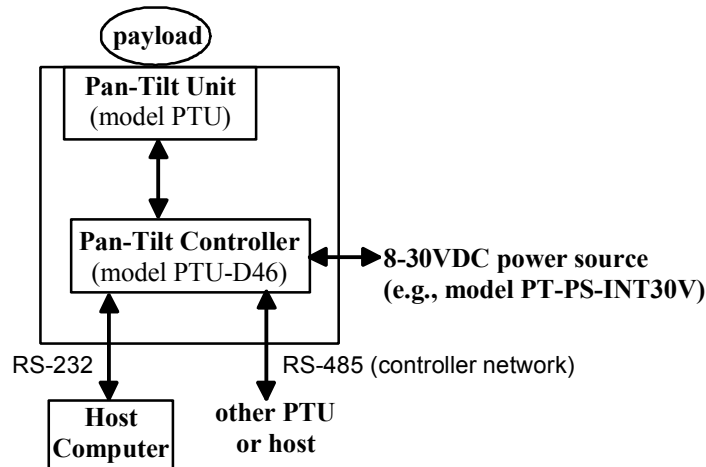 payload
Pan-Tilt Unit
(model PTU)
Pan-Tilt Controller
(model PTU-D46)
8-30VDC power source
(e.g., model PT-PS-INT30V)
RS-232
RS-485 (controller network)
Host
Computer
other PTU
or host